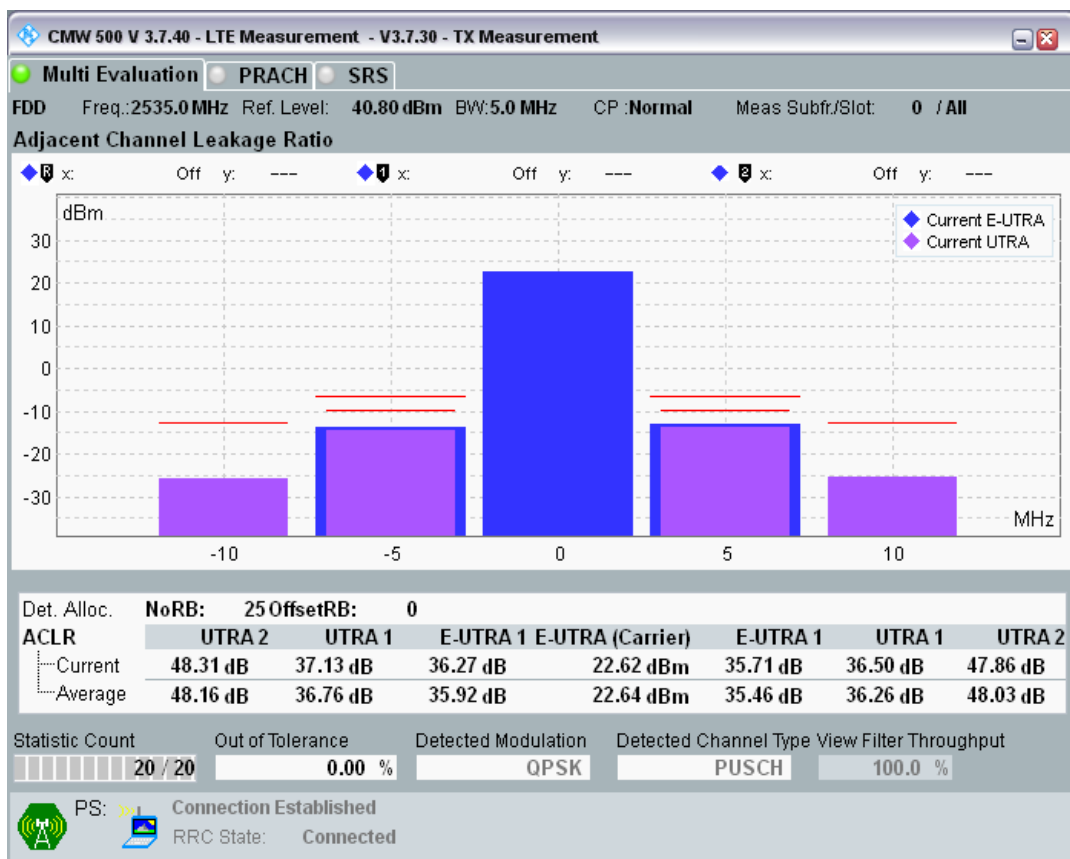 CMW 500 V 3.7.40 - LTE Measurement - V3.7.30 - TX Measurement
Multi Evaluation PRACH SRS
FDD Freq.:2535.0 MHz Ref. Level: 40.80 dBm BW:5.0 MHz CP :Normal Meas Subfr./Slot: 0 / All
Adjacent Channel Leakage Ratio
R x: Off y: --- 1 x: Off y: --- 2 x: Off y: ---
dBm
Current E-UTRA
Current UTRA
30
20
10
0
-10
-20
-30
MHz
-10 -5 0 5 10
Det. Alloc. NoRB: 25 OffsetRB: 0
ACLR UTRA 2 UTRA 1 E-UTRA 1 E-UTRA (Carrier) E-UTRA 1 UTRA 1 UTRA 2
Current 48.31 dB 37.13 dB 36.27 dB 22.62 dBm 35.71 dB 36.50 dB 47.86 dB
Average 48.16 dB 36.76 dB 35.92 dB 22.64 dBm 35.46 dB 36.26 dB 48.03 dB
Statistic Count Out of Tolerance Detected Modulation Detected Channel Type View Filter Throughput
20 / 20 0.00 % QPSK PUSCH 100.0 %
PS: Connection Established
RRC State: Connected